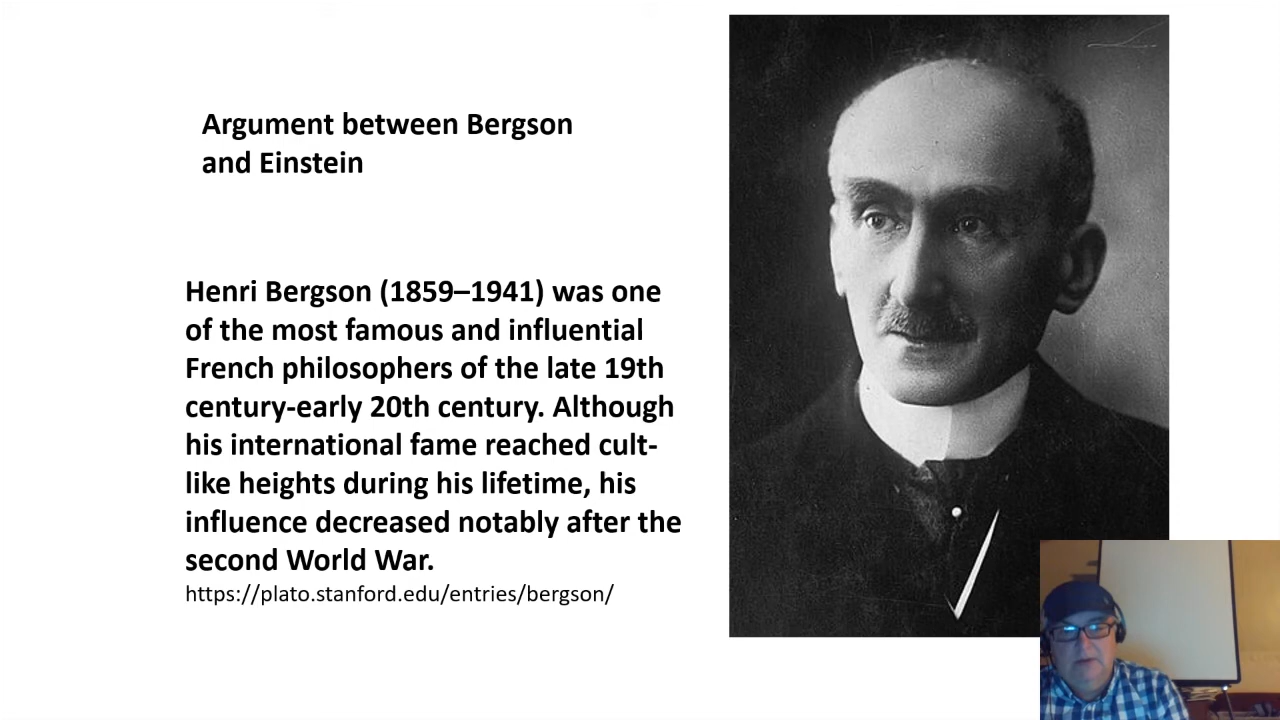 Argument between Bergson
and Einstein
Henri Bergson (1859–1941) was one
of the most famous and influential
French philosophers of the late 19th
century-early 20th century. Although
his international fame reached cult-
like heights during his lifetime, his
influence decreased notably after the
second World War.
https://plato.stanford.edu/entries/bergson/